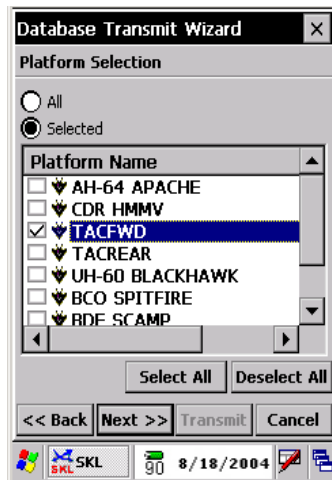 Database Transmit Wizard
Platform Selection
All
Selected
Platform Name
AH-64 APACHE
CDR HMMV
TACFWD
TACREAR
UH-60 BLACKHAWK
BCO SPITFIRE
BDE SCAMP
Select All Deselect All
<< Back Next >> Transmit Cancel
SKL SKL 90 8/18/2004